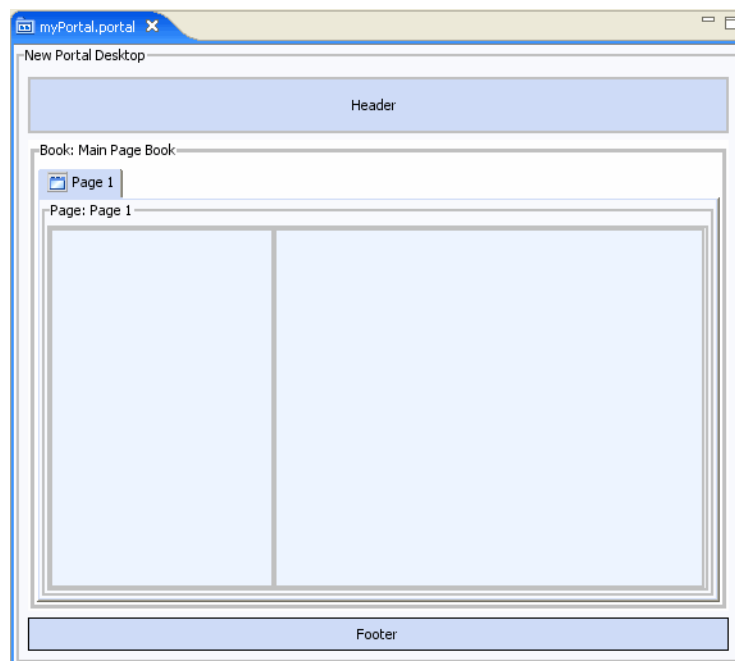 myPortal.portal
New Portal Desktop
Header
Book: Main Page Book
Page 1
Page: Page 1
Footer